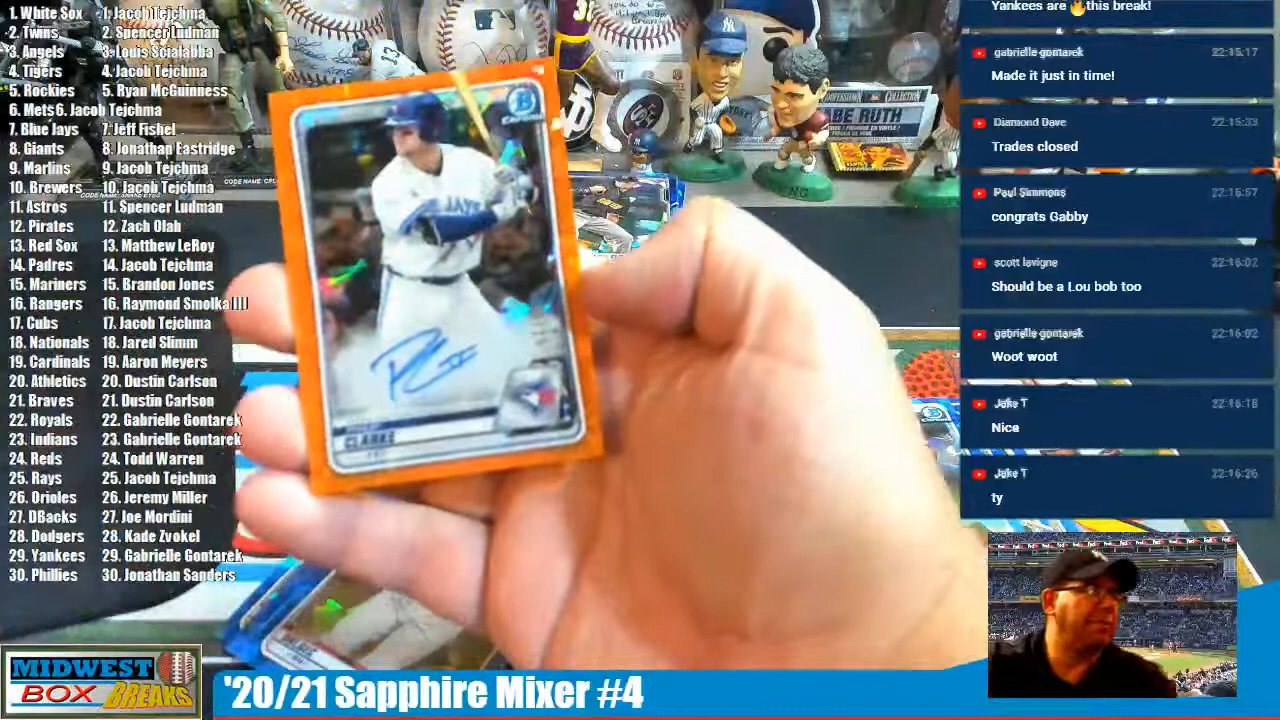 1. White Sox 1. Jacob Tejchma
2. Twins 2. Spencer Ludman
3. Angels 3. Louis Scialabba
4. Tigers 4. Jacob Tejchma
5. Rockies 5. Ryan McGuinness
6. Mets 6. Jacob Tejchma
7. Blue Jays 7. Jeff Fishel
8. Giants 8. Jonathan Eastridge
9. Marlins 9. Jacob Tejchma
10. Brewers 10. Jacob Tejchma
11. Astros 11. Spencer Ludman
12. Pirates 12. Zach Olah
13. Red Sox 13. Matthew LeRoy
14. Padres 14. Jacob Tejchma
15. Mariners 15. Brandon Jones
16. Rangers 16. Raymond Smolka III
17. Cubs 17. Jacob Tejchma
18. Nationals 18. Jared Slimm
19. Cardinals 19. Aaron Meyers
20. Athletics 20. Dustin Carlson
21. Braves 21. Dustin Carlson
22. Royals 22. Gabrielle Gontarek
23. Indians 23. Gabrielle Gontarek
24. Reds 24. Todd Warren
25. Rays 25. Jacob Tejchma
26. Orioles 26. Jeremy Miller
27. DBacks 27. Joe Mordini
28. Dodgers 28. Kade Zvokel
29. Yankees 29. Gabrielle Gontarek
30. Phillies 30. Jonathan Sanders
CLARKE
JAYS
BABE RUTH
COLLECTION
Yankees are 🔥this break!
gabrielle gontarek 22:15:17
Made it just in time!
Diamond Dave 22:15:33
Trades closed
Paul Simmons 22:15:57
congrats Gabby
scott lavigne 22:16:02
Should be a Lou bob too
gabrielle gontarek 22:16:02
Woot woot
Jake T 22:16:18
Nice
Jake T 22:16:26
ty
MIDWEST
BOX BREAKS
'20/21 Sapphire Mixer #4